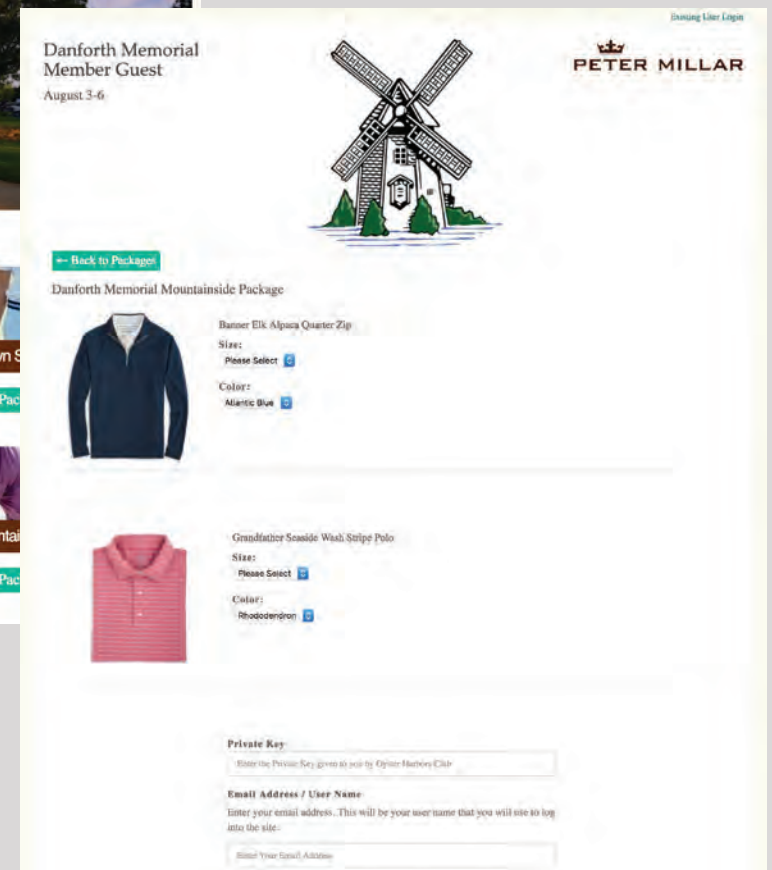 Existing User Login
Danforth Memorial
Member Guest
August 3-6
PETER MILLAR
← Back to Packages
Danforth Memorial Mountainside Package
Banner Elk Alpaca Quarter Zip
Size:
Please Select
Color:
Atlantic Blue
Grandfather Seaside Wash Stripe Polo
Size:
Please Select
Color:
Rhododendron
Private Key
Enter the Private Key given to you by Oyster Harbors Club
Email Address / User Name
Enter your email address. This will be your user name that you will use to log
into the site.
Enter Your Email Address